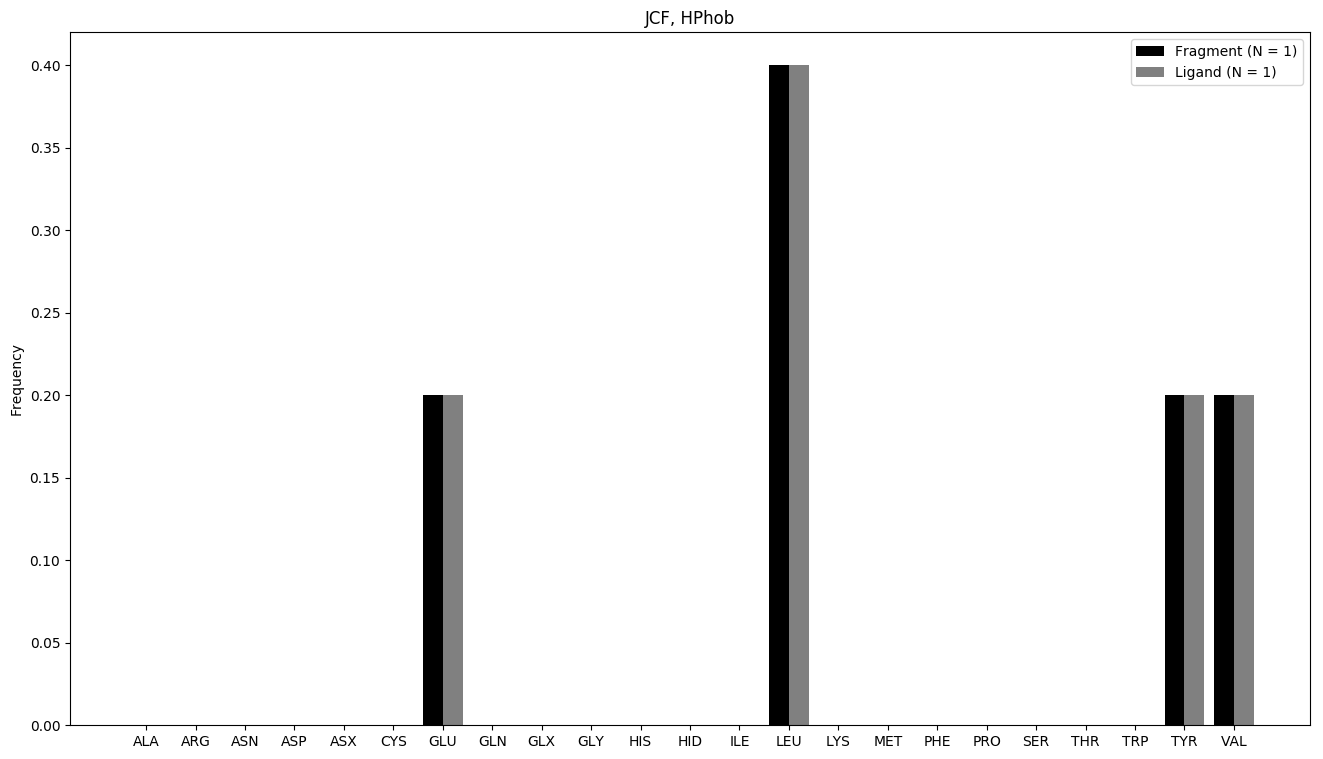 JCF, HPhob
Fragment (N = 1)
Ligand (N = 1)
Frequency
0.40
0.35
0.30
0.25
0.20
0.15
0.10
0.05
0.00
ALA ARG ASN ASP ASX CYS GLU GLN GLX GLY HIS HID ILE LEU LYS MET PHE PRO SER THR TRP TYR VAL